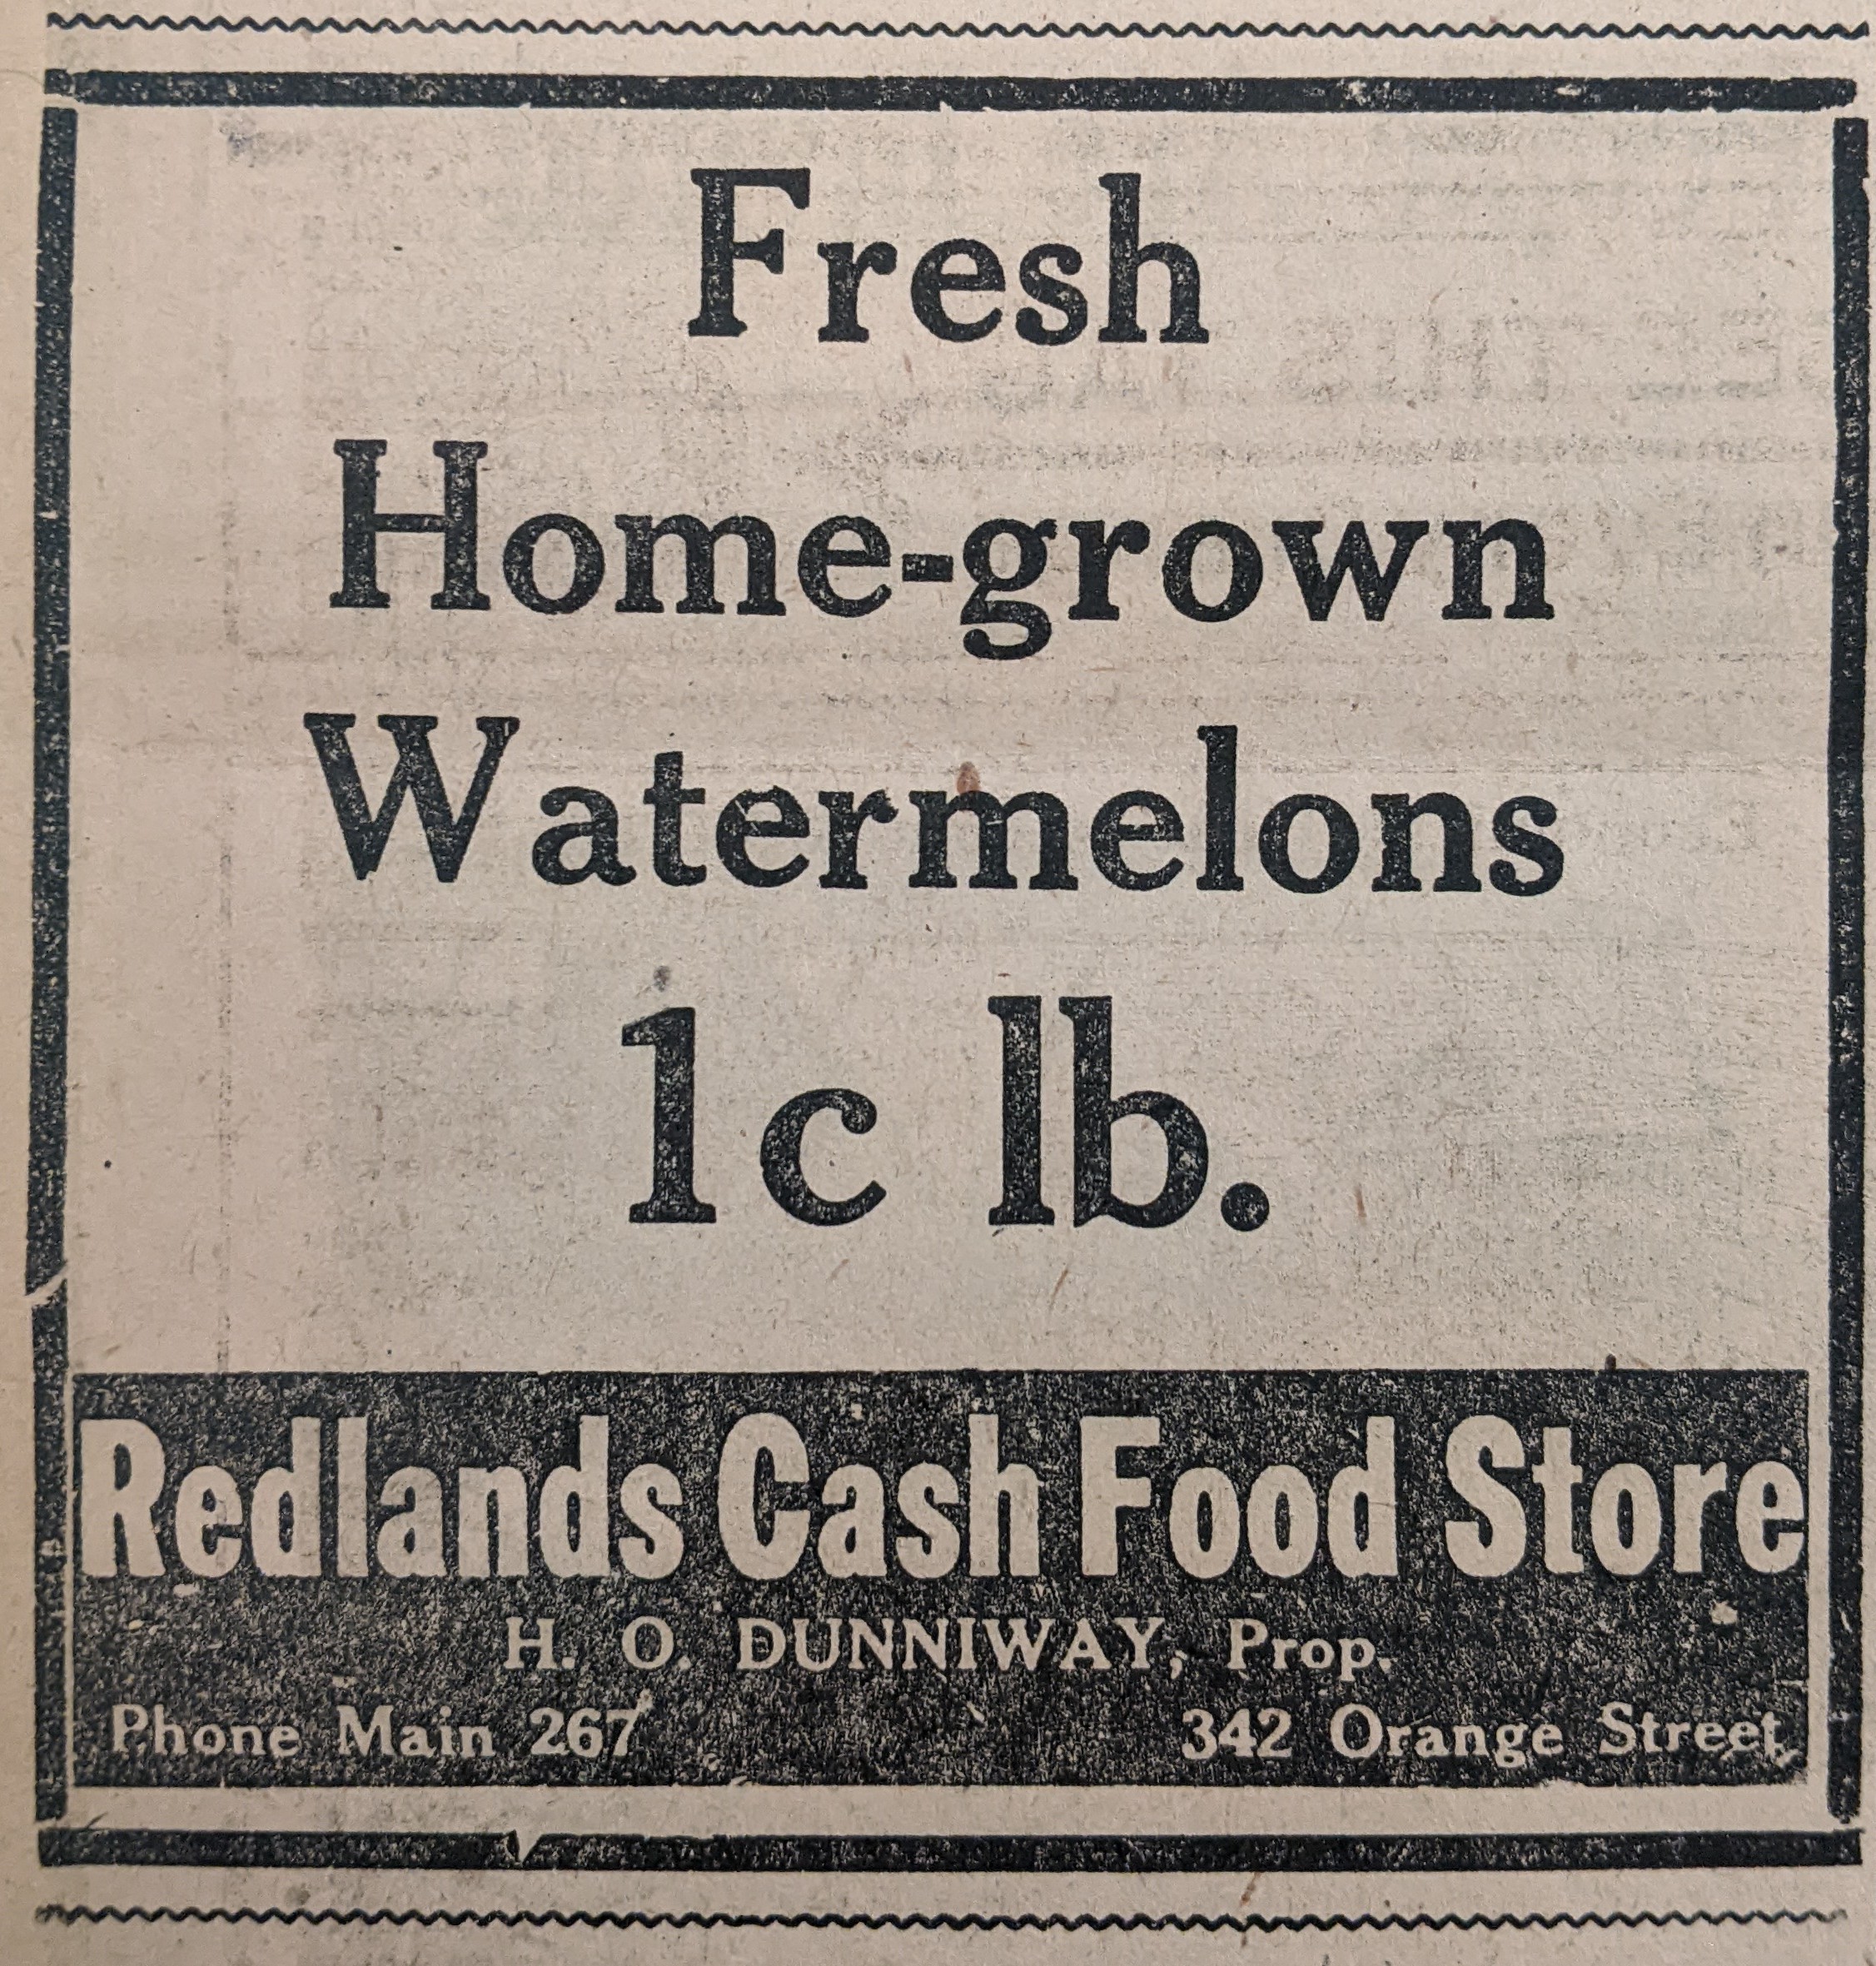 Fresh
Home-grown
Watermelons
1c lb.
Redlands Cash Food Store
H. O. DUNNIWAY, Prop.
Phone Main 267 342 Orange Street